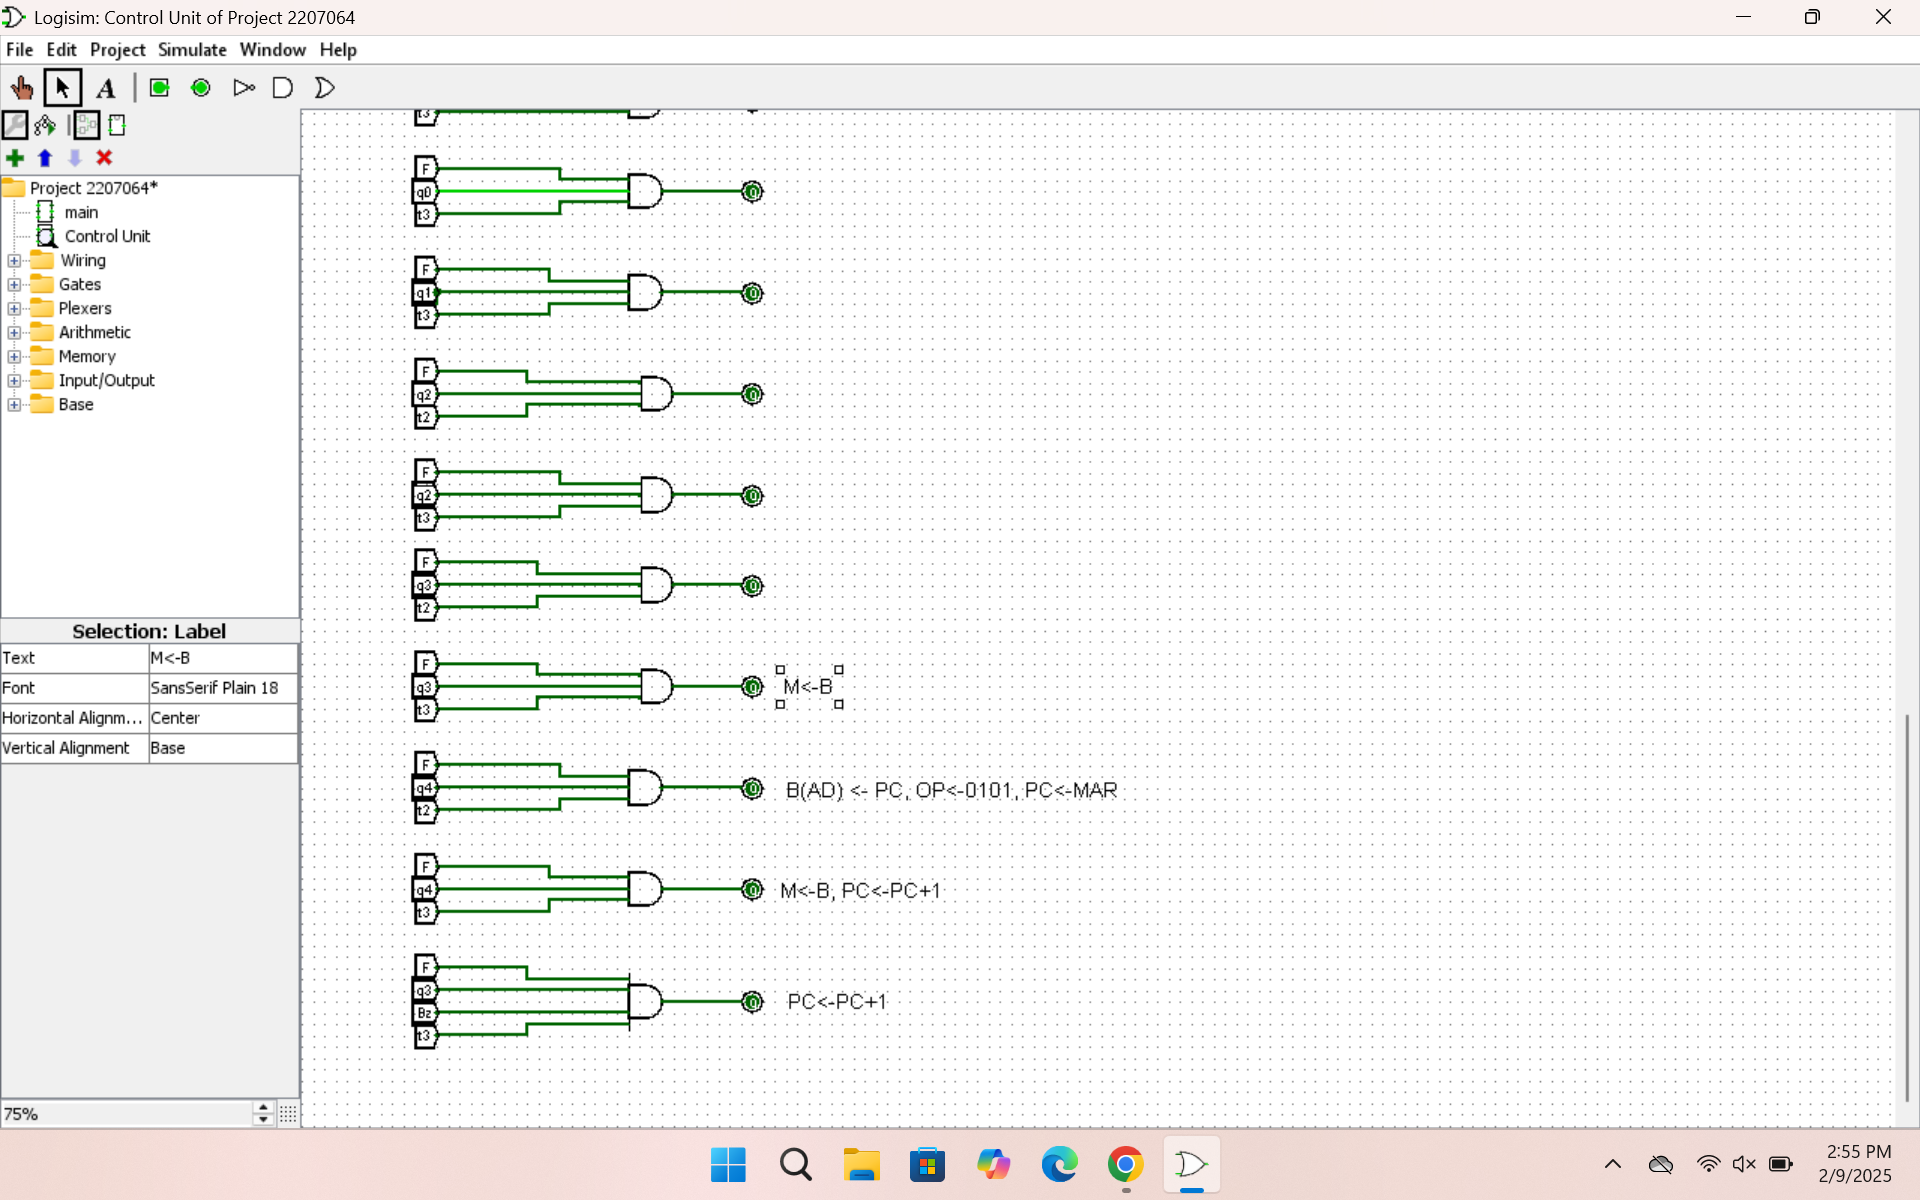 Logisim: Control Unit of Project 2207064
File Edit Project Simulate Window Help
A
Project 2207064*
main
Control Unit
Wiring
Gates
Plexers
Arithmetic
Memory
Input/Output
Base
Selection: Label
Text M<-B
Font SansSerif Plain 18
Horizontal Alignm... Center
Vertical Alignment Base
75%
t3
F
q0
t3
0
F
q1
t3
0
F
q2
t2
0
F
q2
t3
0
F
q3
t2
0
F
q3
t3
0
M<-B
F
q4
t2
0
B(AD) <- PC, OP<-0101, PC<-MAR
F
q4
t3
0
M<-B, PC<-PC+1
F
q3
Bz
t3
0
PC<-PC+1
2:55 PM
2/9/2025